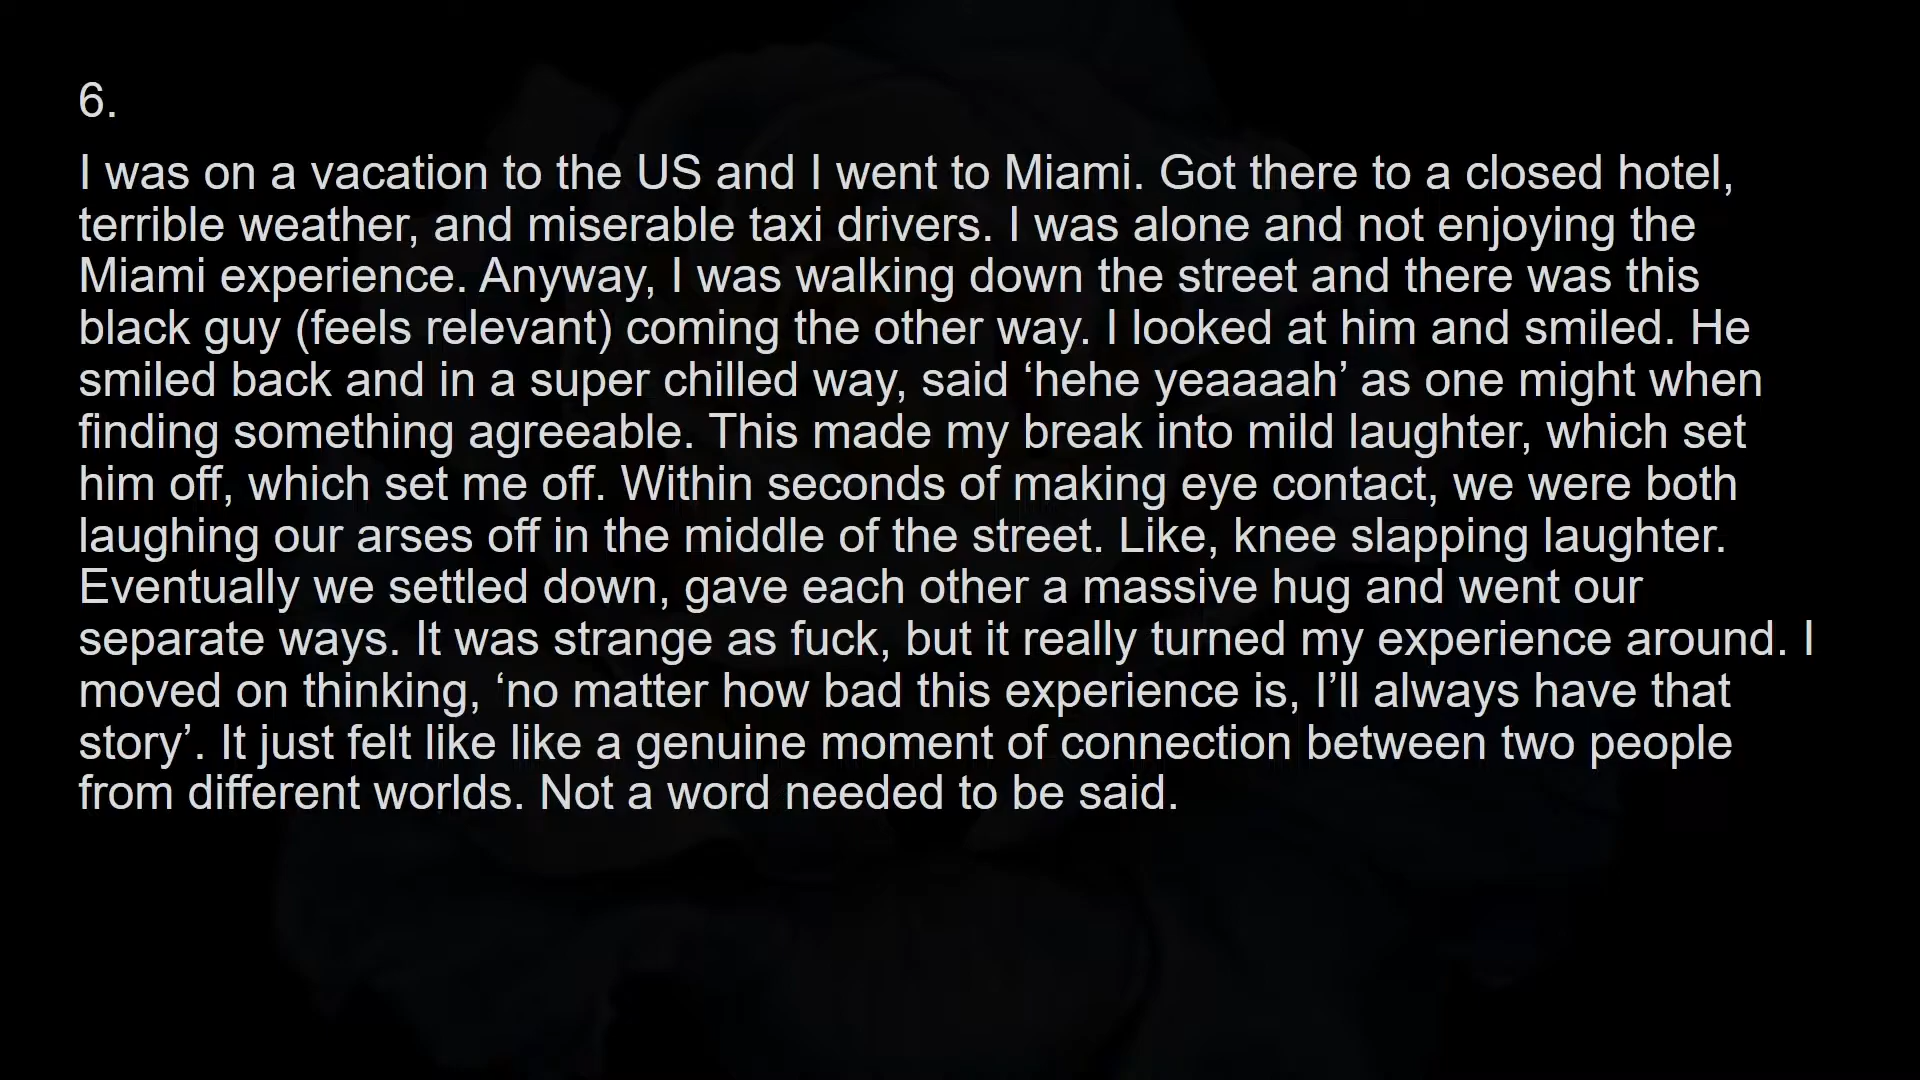 6.
I was on a vacation to the US and I went to Miami. Got there to a closed hotel,
terrible weather, and miserable taxi drivers. I was alone and not enjoying the
Miami experience. Anyway, I was walking down the street and there was this
black guy (feels relevant) coming the other way. I looked at him and smiled. He
smiled back and in a super chilled way, said ‘hehe yeaaaah’ as one might when
finding something agreeable. This made my break into mild laughter, which set
him off, which set me off. Within seconds of making eye contact, we were both
laughing our arses off in the middle of the street. Like, knee slapping laughter.
Eventually we settled down, gave each other a massive hug and went our
separate ways. It was strange as fuck, but it really turned my experience around. I
moved on thinking, ‘no matter how bad this experience is, I’ll always have that
story’. It just felt like like a genuine moment of connection between two people
from different worlds. Not a word needed to be said.